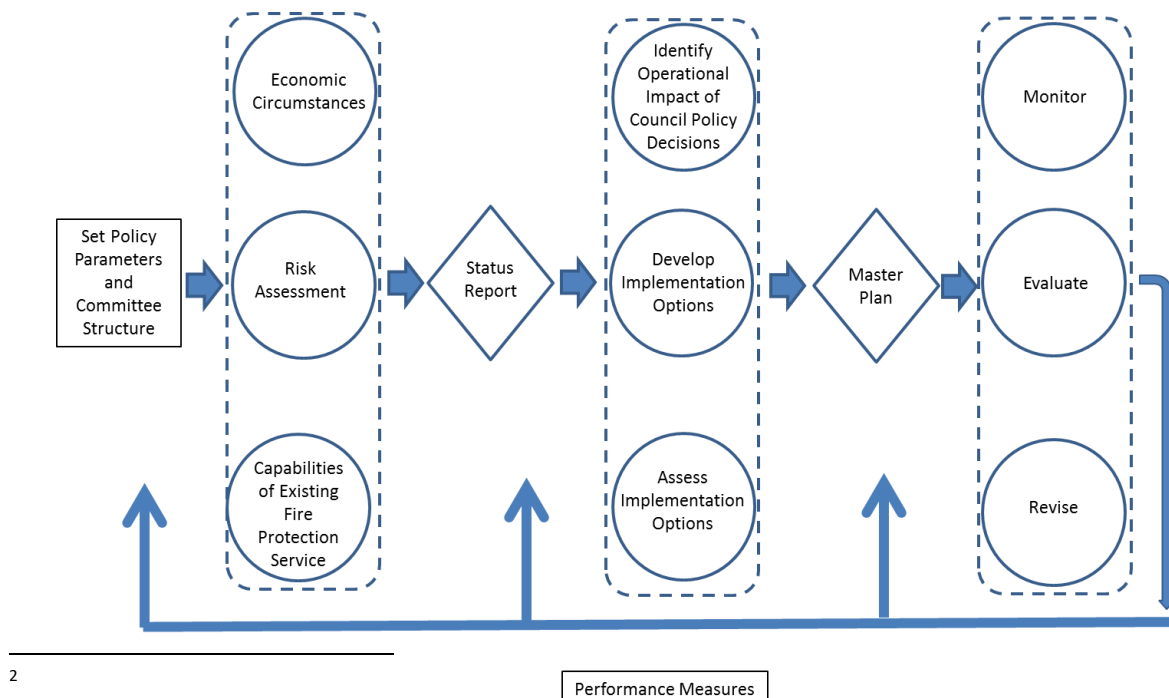 Set Policy
Parameters
and
Committee
Structure
Economic
Circumstances
Risk
Assessment
Capabilities
of Existing
Fire
Protection
Service
Status
Report
Identify
Operational
Impact of
Council Policy
Decisions
Develop
Implementation
Options
Assess
Implementation
Options
Master
Plan
Monitor
Evaluate
Revise
2
Performance Measures